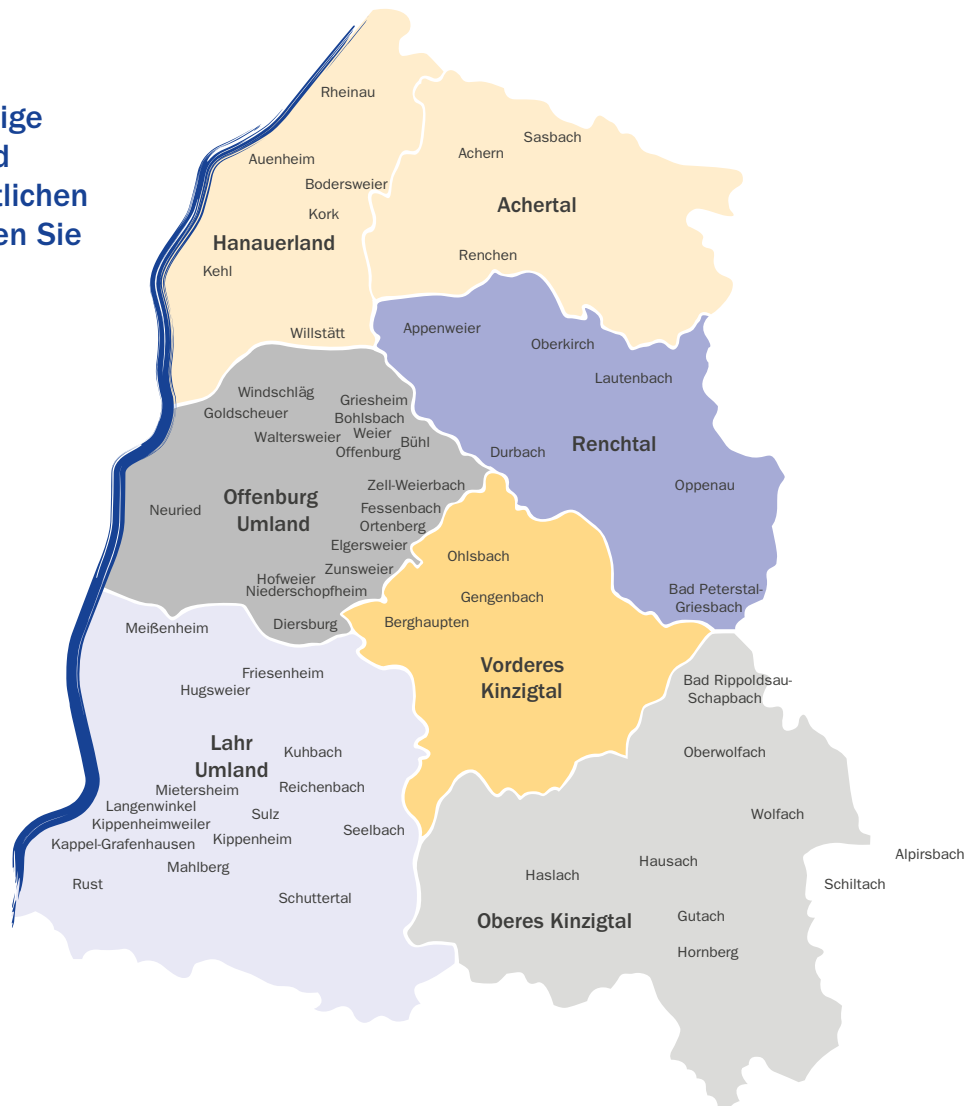 ige
d
tlichen
en Sie
Rheinau
Auenheim
Bodersweier
Kork
Hanauerland
Kehl
Willstätt
Sasbach
Achern
Achertal
Renchen
Appenweier
Oberkirch
Lautenbach
Renchtal
Durbach
Oppenau
Bad Peterstal-
Griesbach
Windschläg
Griesheim
Goldscheuer
Bohlsbach
Waltersweier
Weier
Bühl
Offenburg
Zell-Weierbach
Offenburg
Umland
Neuried
Fessenbach
Ortenberg
Elgersweier
Zunsweier
Hofweier
Niederschopfheim
Diersburg
Ohlsbach
Gengenbach
Berghaupten
Vorderes
Kinzigtal
Meißenheim
Friesenheim
Hugsweier
Lahr
Umland
Kuhbach
Mietersheim
Reichenbach
Langenwinkel
Sulz
Kippenheimweiler
Seelbach
Kappel-Grafenhausen
Kippenheim
Mahlberg
Rust
Schuttertal
Bad Rippoldsau-
Schapbach
Oberwolfach
Wolfach
Alpirsbach
Hausach
Haslach
Schiltach
Oberes Kinzigtal
Gutach
Hornberg